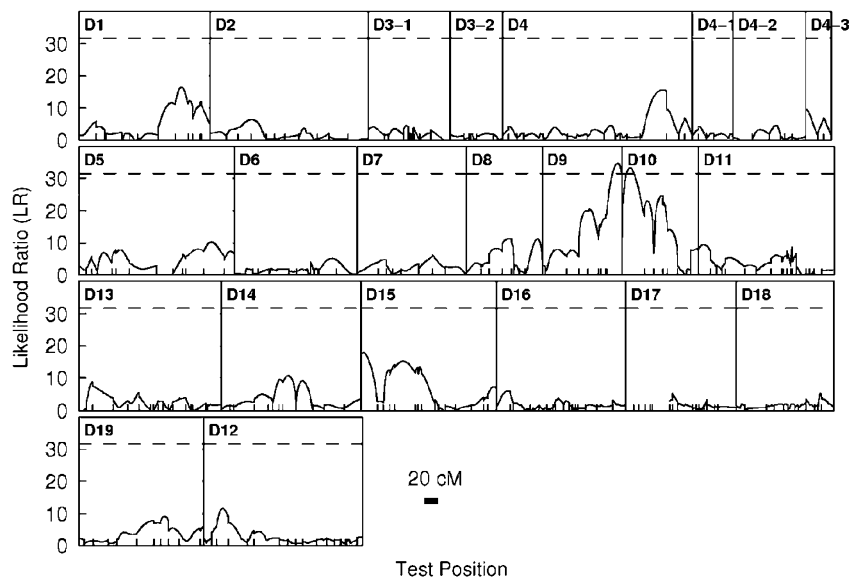 D1 D2 D3-1 D3-2 D4 D4-1 D4-2 D4-3
30
20
10
0
D5 D6 D7 D8 D9 D10 D11
30
20
10
0
Likelihood Ratio (LR)
D13 D14 D15 D16 D17 D18
30
20
10
0
D19 D12
30
20
10
0
20 cM
Test Position